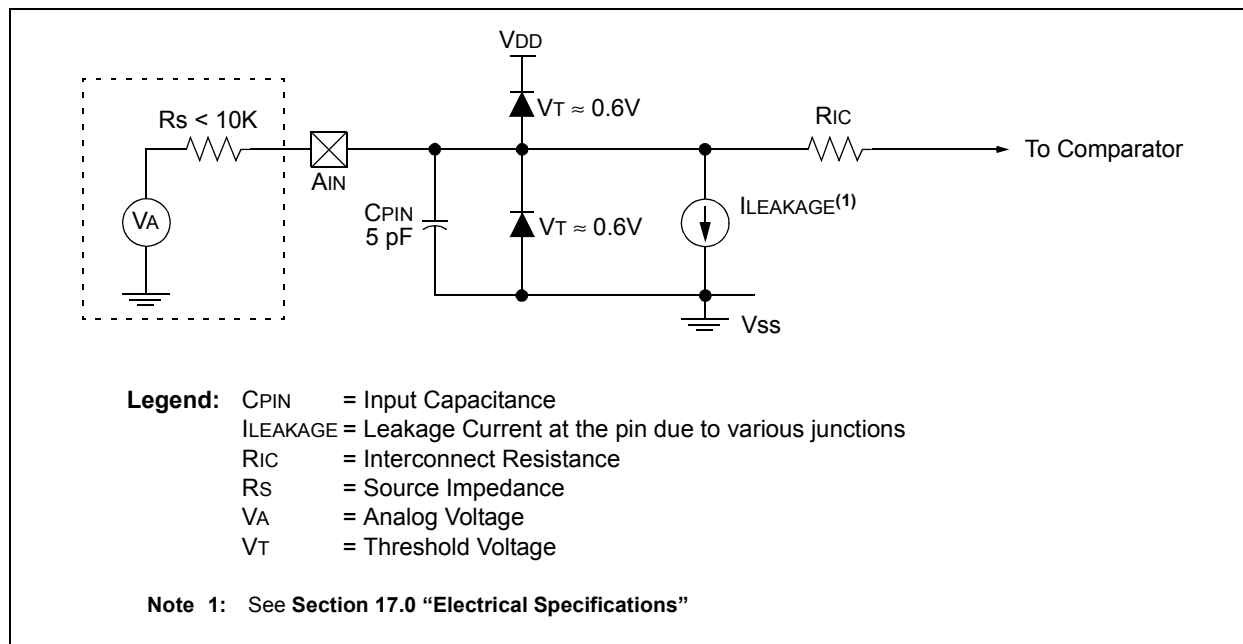 VDD
VT ≈ 0.6V
RS < 10K
RIC
To Comparator
AIN
ILEAKAGE(1)
VA
CPIN
5 pF
VT ≈ 0.6V
VSS
Legend: CPIN = Input Capacitance
ILEAKAGE = Leakage Current at the pin due to various junctions
RIC = Interconnect Resistance
RS = Source Impedance
VA = Analog Voltage
VT = Threshold Voltage
Note 1: See Section 17.0 “Electrical Specifications”